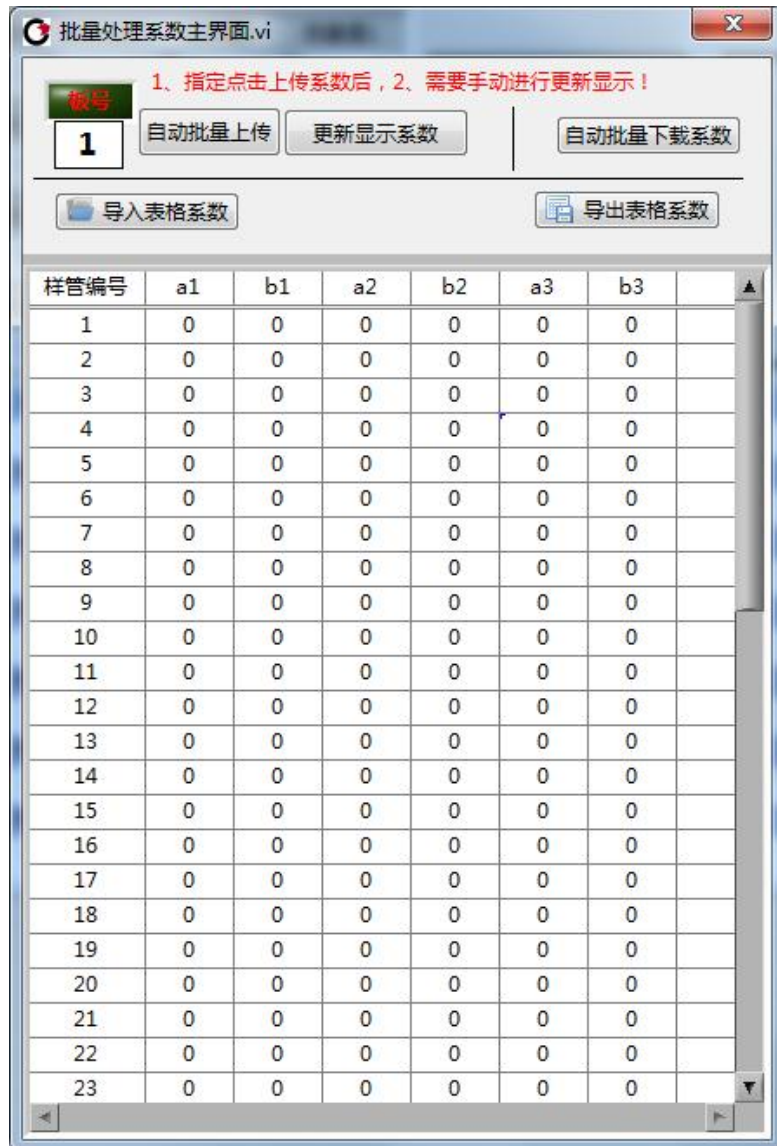 批量处理系数主界面.vi
1、指定点击上传系数后，2、需要手动进行更新显示！
板号
1
自动批量上传 更新显示系数 自动批量下载系数
导入表格系数 导出表格系数
样管编号 a1 b1 a2 b2 a3 b3
1 0 0 0 0 0 0
2 0 0 0 0 0 0
3 0 0 0 0 0 0
4 0 0 0 0 0 0
5 0 0 0 0 0 0
6 0 0 0 0 0 0
7 0 0 0 0 0 0
8 0 0 0 0 0 0
9 0 0 0 0 0 0
10 0 0 0 0 0 0
11 0 0 0 0 0 0
12 0 0 0 0 0 0
13 0 0 0 0 0 0
14 0 0 0 0 0 0
15 0 0 0 0 0 0
16 0 0 0 0 0 0
17 0 0 0 0 0 0
18 0 0 0 0 0 0
19 0 0 0 0 0 0
20 0 0 0 0 0 0
21 0 0 0 0 0 0
22 0 0 0 0 0 0
23 0 0 0 0 0 0